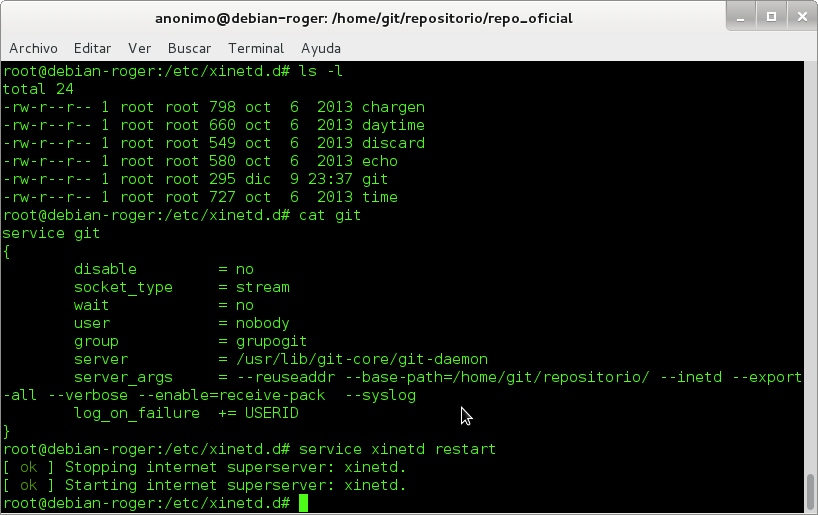 anonimo@debian-roger: /home/git/repositorio/repo_oficial
Archivo Editar Ver Buscar Terminal Ayuda
root@debian-roger:/etc/xinetd.d# ls -l
total 24
-rw-r--r-- 1 root root 798 oct  6  2013 chargen
-rw-r--r-- 1 root root 660 oct  6  2013 daytime
-rw-r--r-- 1 root root 549 oct  6  2013 discard
-rw-r--r-- 1 root root 580 oct  6  2013 echo
-rw-r--r-- 1 root root 295 dic  9 23:37 git
-rw-r--r-- 1 root root 727 oct  6  2013 time
root@debian-roger:/etc/xinetd.d# cat git
service git
{
        disable         = no
        socket_type     = stream
        wait            = no
        user            = nobody
        group           = grupogit
        server          = /usr/lib/git-core/git-daemon
        server_args     = --reuseaddr --base-path=/home/git/repositorio/ --inetd --export
-all --verbose --enable=receive-pack  --syslog
        log_on_failure  += USERID
}
root@debian-roger:/etc/xinetd.d# service xinetd restart
[ ok ] Stopping internet superserver: xinetd.
[ ok ] Starting internet superserver: xinetd.
root@debian-roger:/etc/xinetd.d#